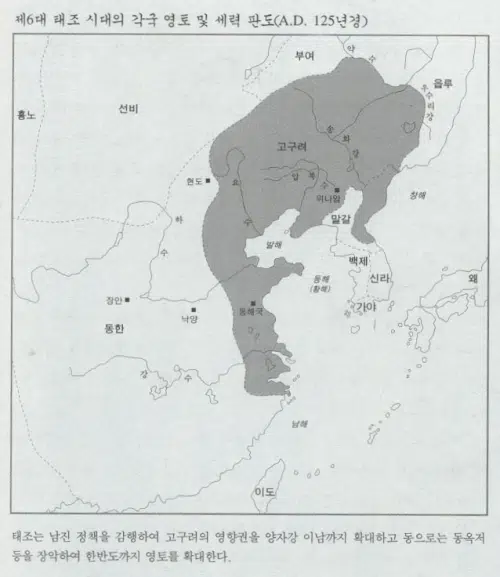 제6대 태조 시대의 각국 영토 및 세력 판도(A.D. 125년경)
부여
약수
읍루
우수리강
흉노
선비
송화강
고구려
현도
요수
압록수
위나암
창해
말갈
하수
발해
백제
동해
(황해)
신라
왜
장안
낙양
동해국
가야
동한
강수
남해
이도
태조는 남진 정책을 감행하여 고구려의 영향권을 양자강 이남까지 확대하고 동으로는 동옥저
등을 장악하여 한반도까지 영토를 확대한다.